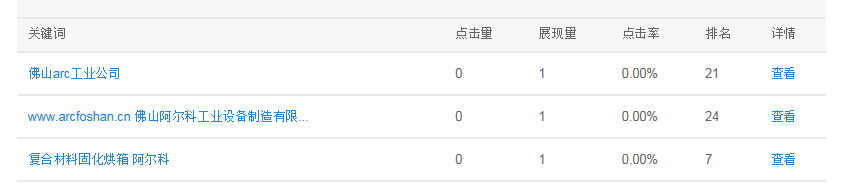 关键词 点击量 展现量 点击率 排名 详情
佛山arc工业公司 0 1 0.00% 21 查看
www.arcfoshan.cn 佛山阿尔科工业设备制造有限... 0 1 0.00% 24 查看
复合材料固化烘箱 阿尔科 0 1 0.00% 7 查看